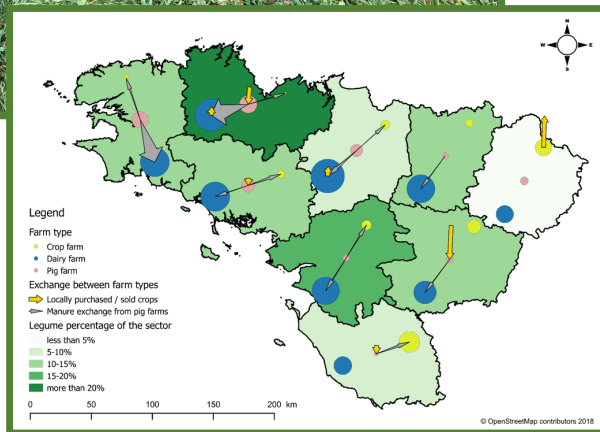 N
W E
S
Legend
Farm type
Crop farm
Dairy farm
Pig farm
Exchange between farm types
Locally purchased / sold crops
Manure exchange from pig farms
Legume percentage of the sector
less than 5%
5-10%
10-15%
15-20%
more than 20%
0 50 100 150 200 km
© OpenStreetMap contributors 2018